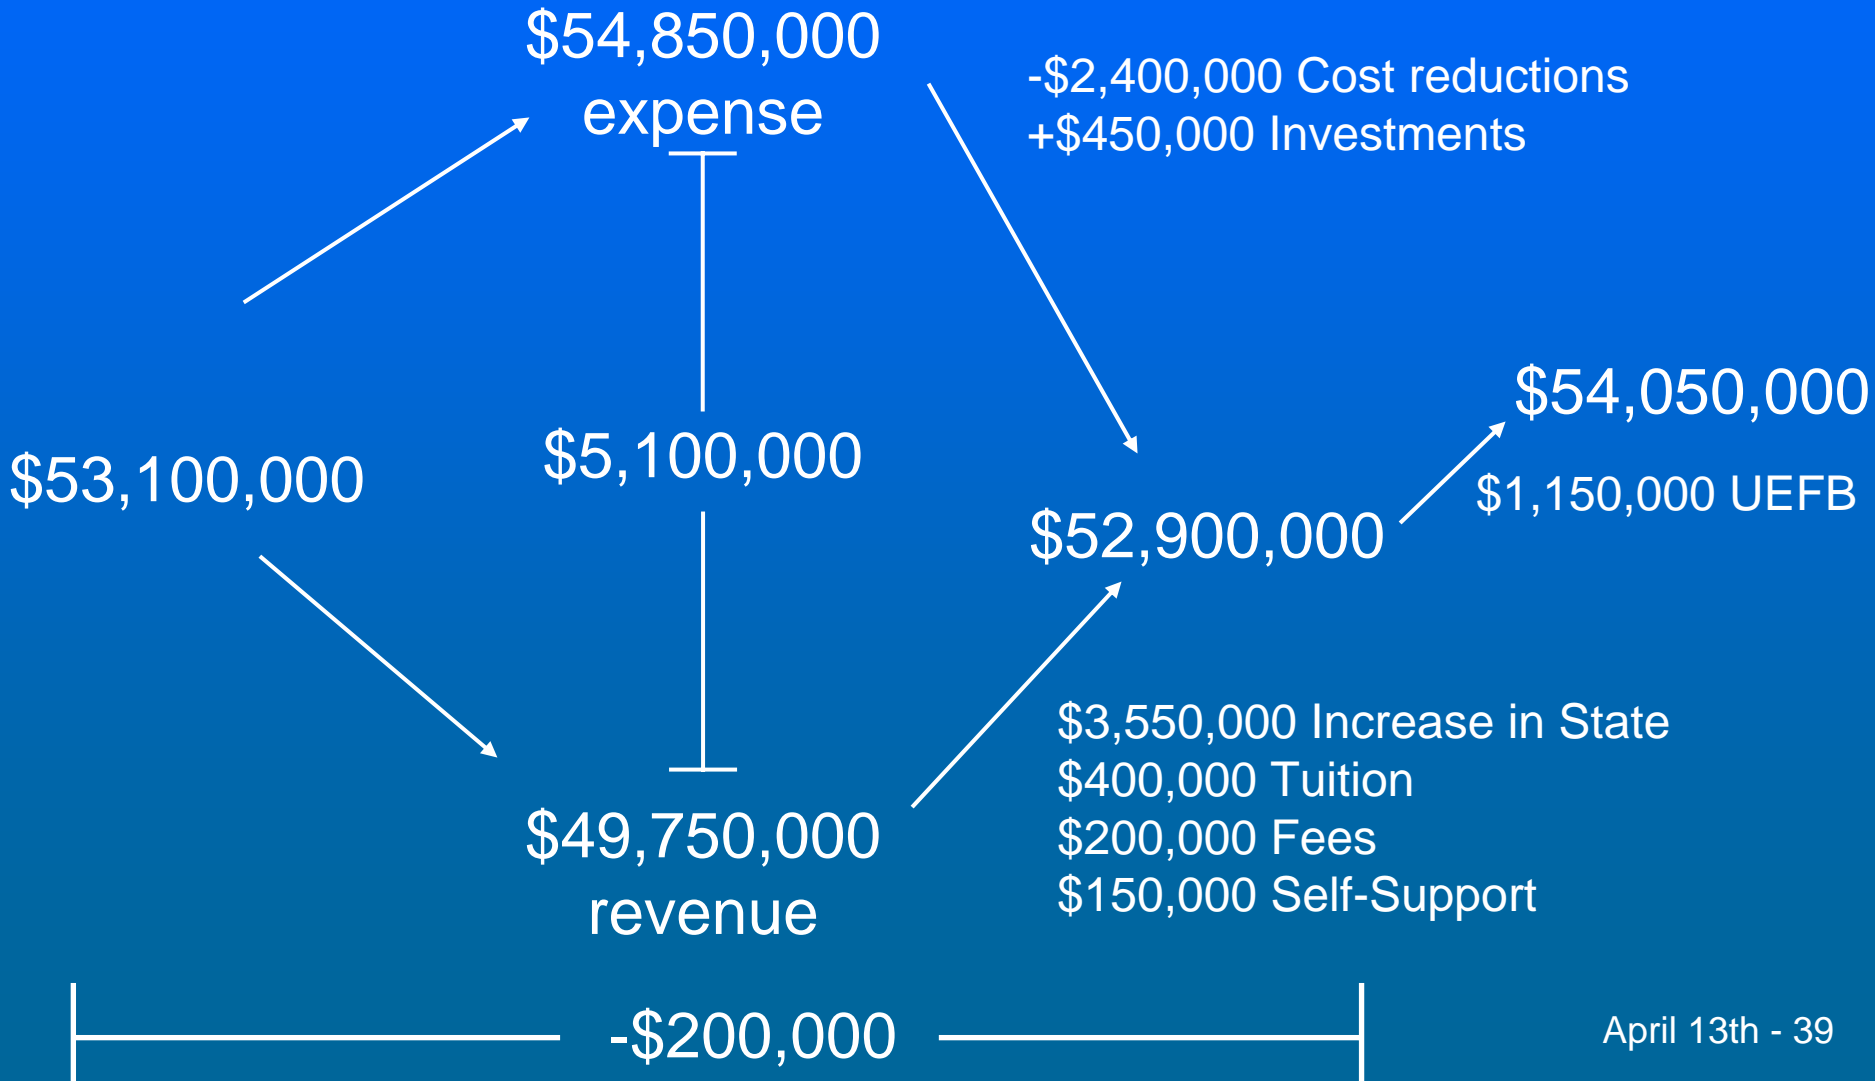 $54,850,000
expense
-$2,400,000 Cost reductions
+$450,000 Investments
$53,100,000
$5,100,000
$54,050,000
$1,150,000 UEFB
$52,900,000
$49,750,000
revenue
$3,550,000 Increase in State
$400,000 Tuition
$200,000 Fees
$150,000 Self-Support
-$200,000
April 13th - 39